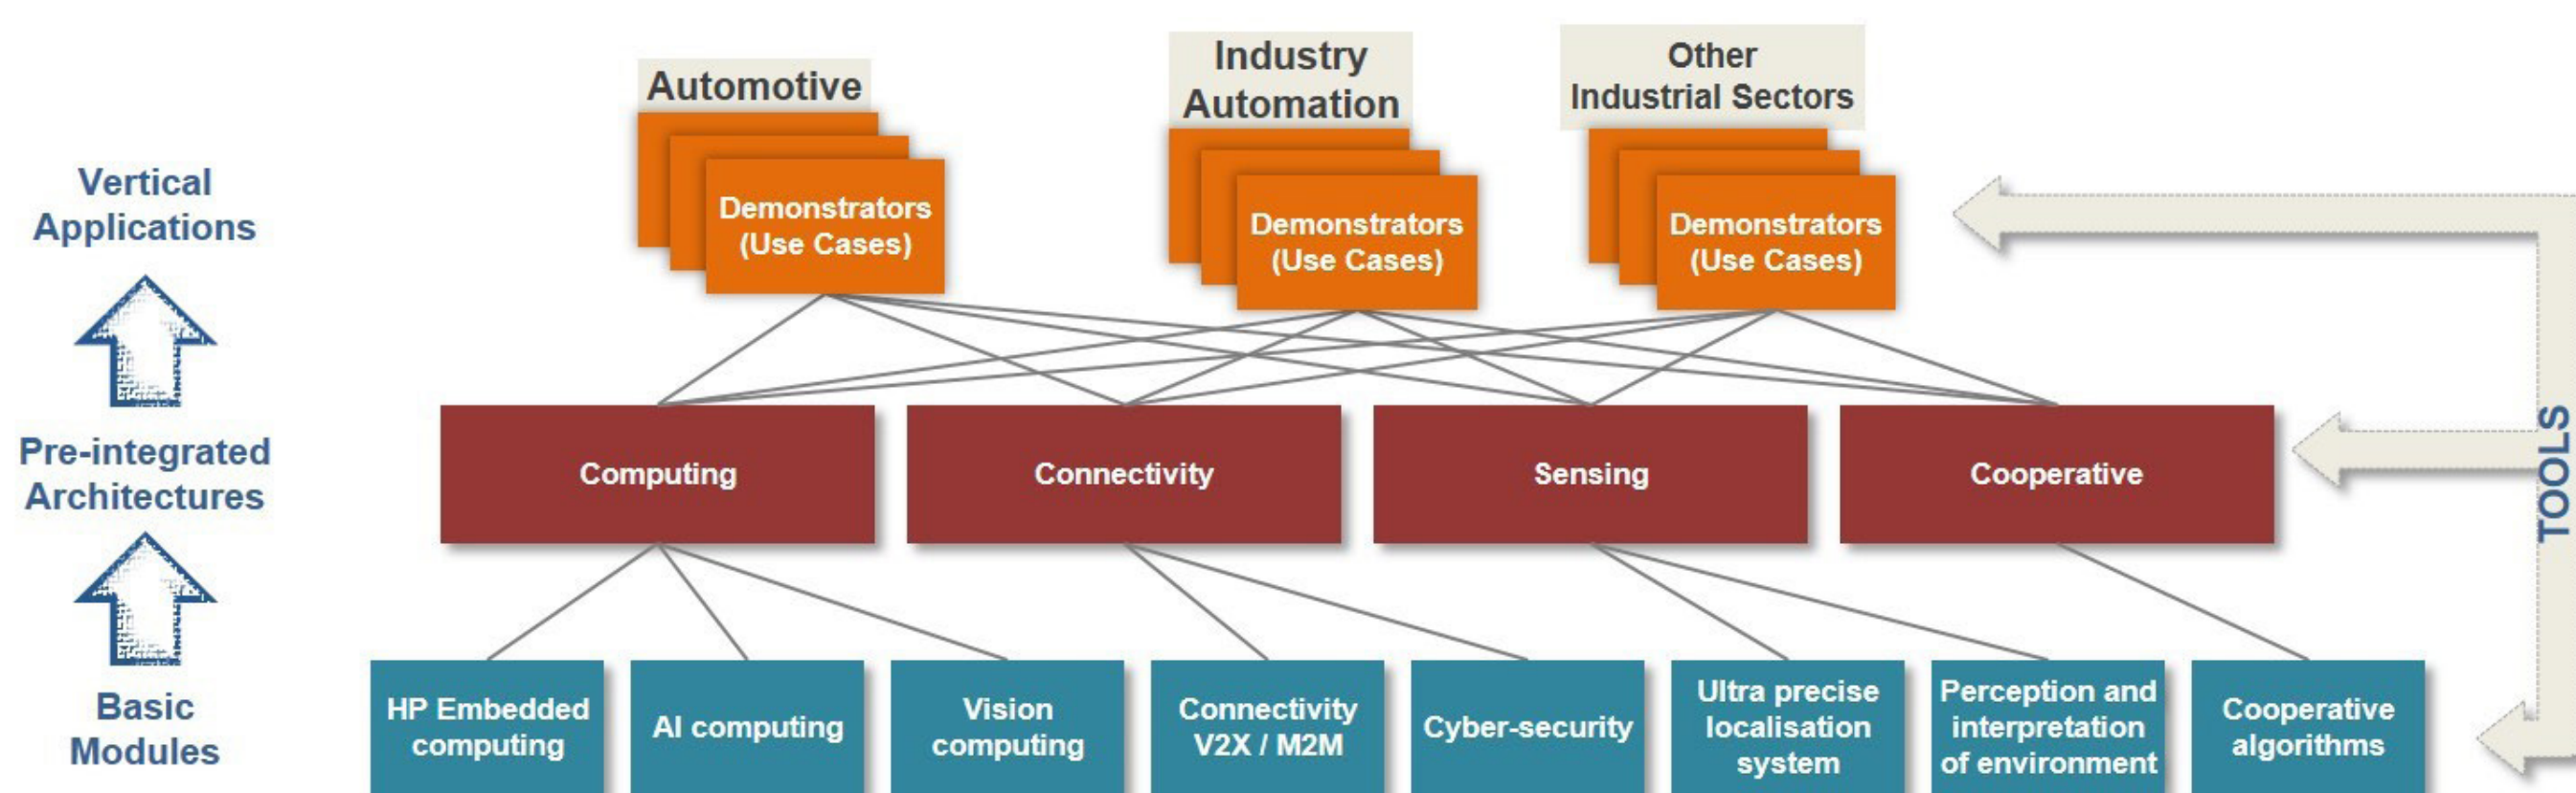 Automotive
Industry
Automation
Other
Industrial Sectors
Vertical
Applications
Demonstrators
(Use Cases)
Demonstrators
(Use Cases)
Demonstrators
(Use Cases)
Pre-integrated
Architectures
Computing
Connectivity
Sensing
Cooperative
TOOLS
Basic
Modules
HP Embedded
computing
AI computing
Vision
computing
Connectivity
V2X / M2M
Cyber-security
Ultra precise
localisation
system
Perception and
interpretation
of environment
Cooperative
algorithms